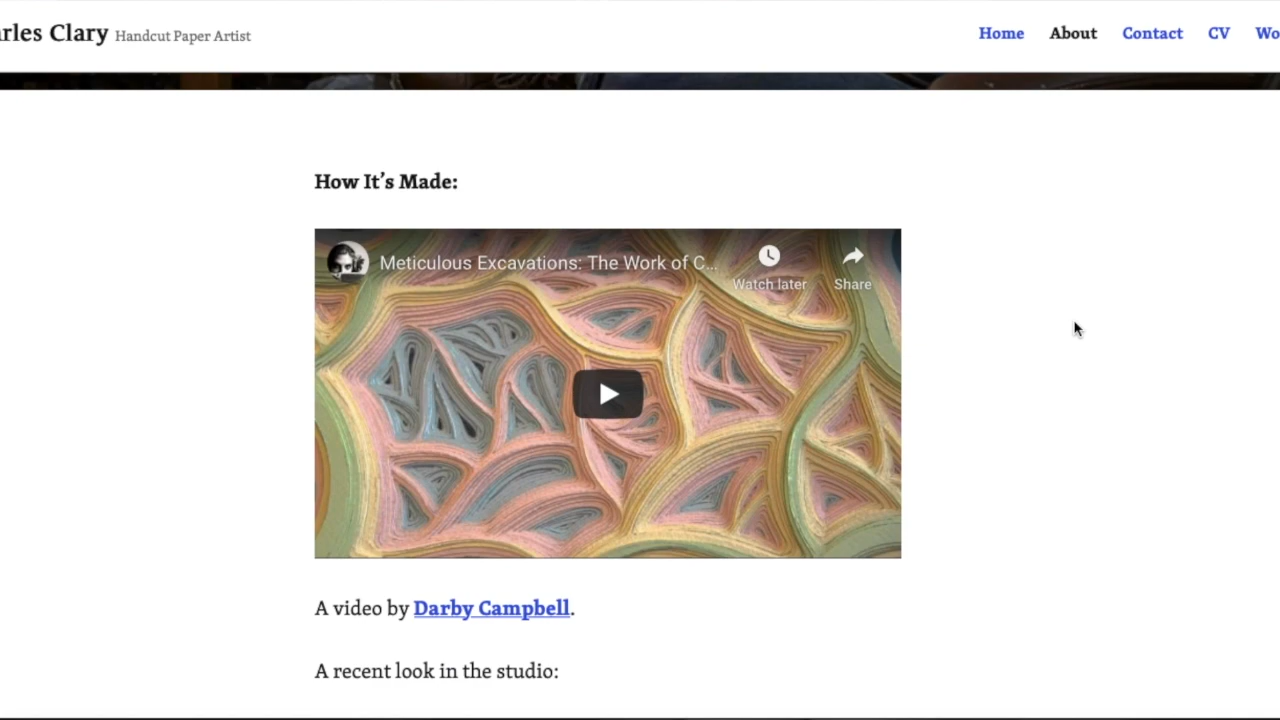 rles Clary Handcut Paper Artist
Home About Contact CV Wo
How It’s Made:
Meticulous Excavations: The Work of C...
Watch later Share
A video by Darby Campbell.
A recent look in the studio: